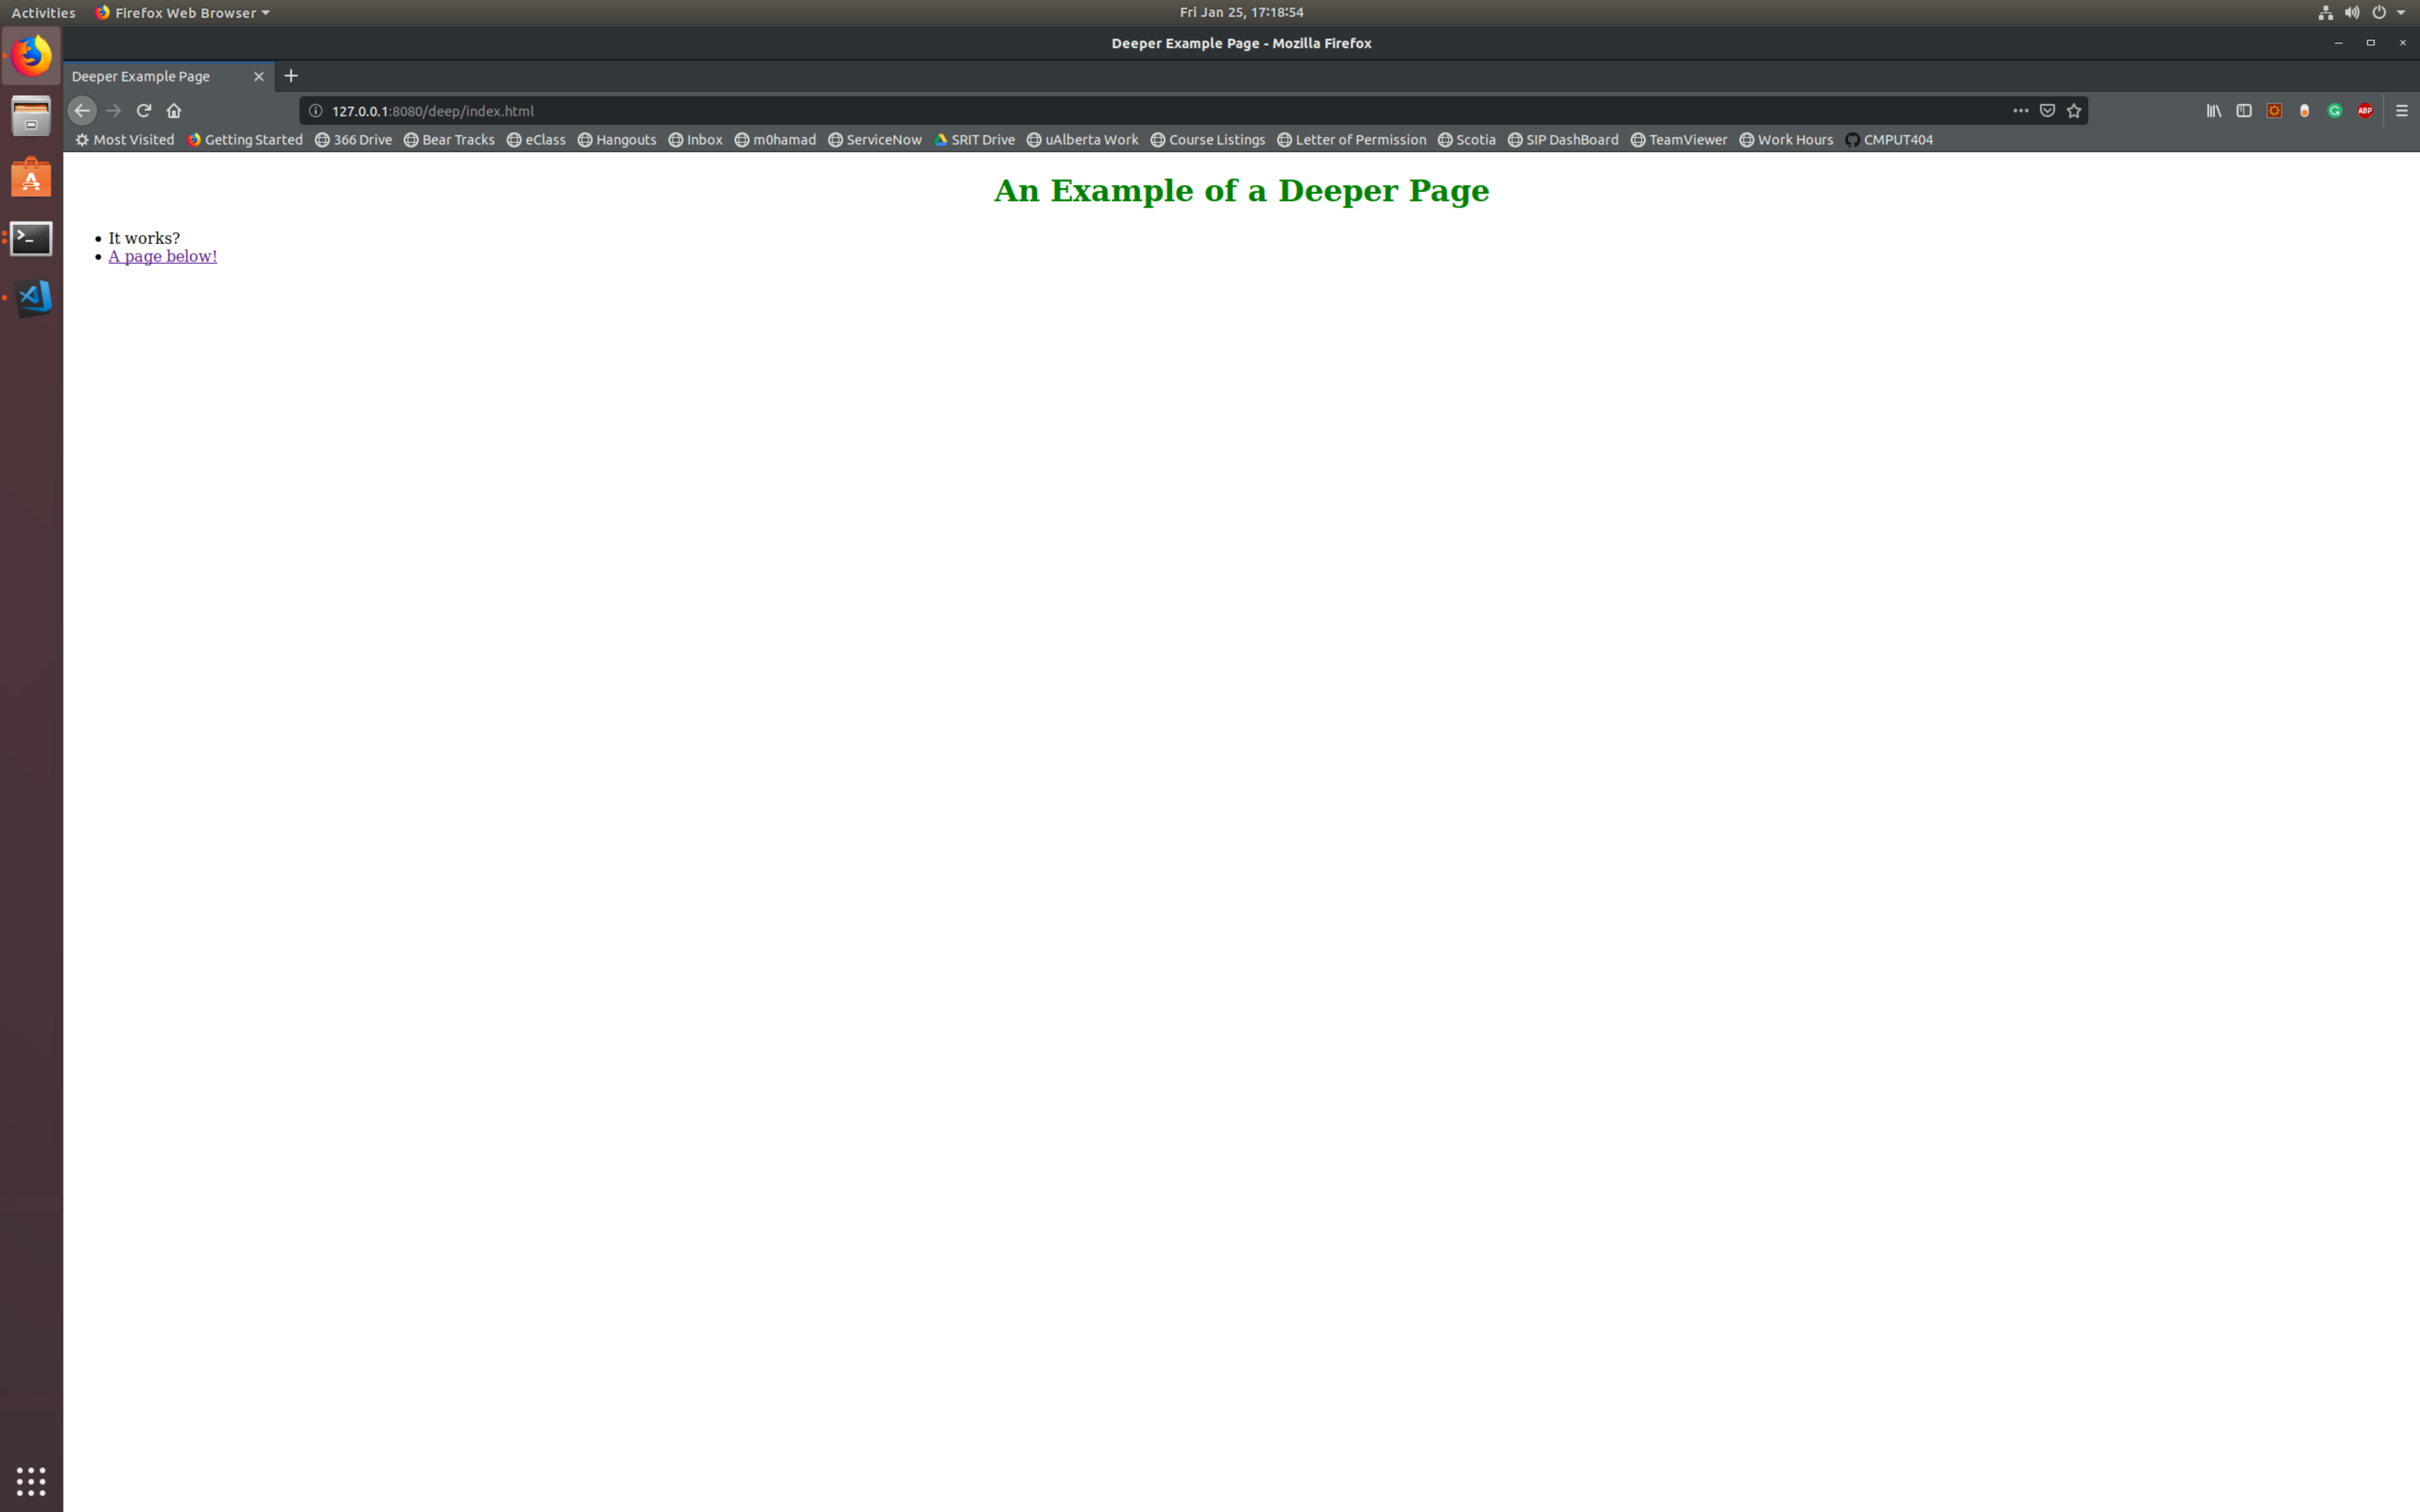 Activities Firefox Web Browser Fri Jan 25, 17:18:54
Deeper Example Page - Mozilla Firefox
Deeper Example Page
127.0.0.1:8080/deep/index.html ABP
Most Visited Getting Started 366 Drive Bear Tracks eClass Hangouts Inbox m0hamad ServiceNow SRIT Drive uAlberta Work Course Listings Letter of Permission Scotia SIP DashBoard TeamViewer Work Hours CMPUT404
An Example of a Deeper Page
• It works?
• A page below!